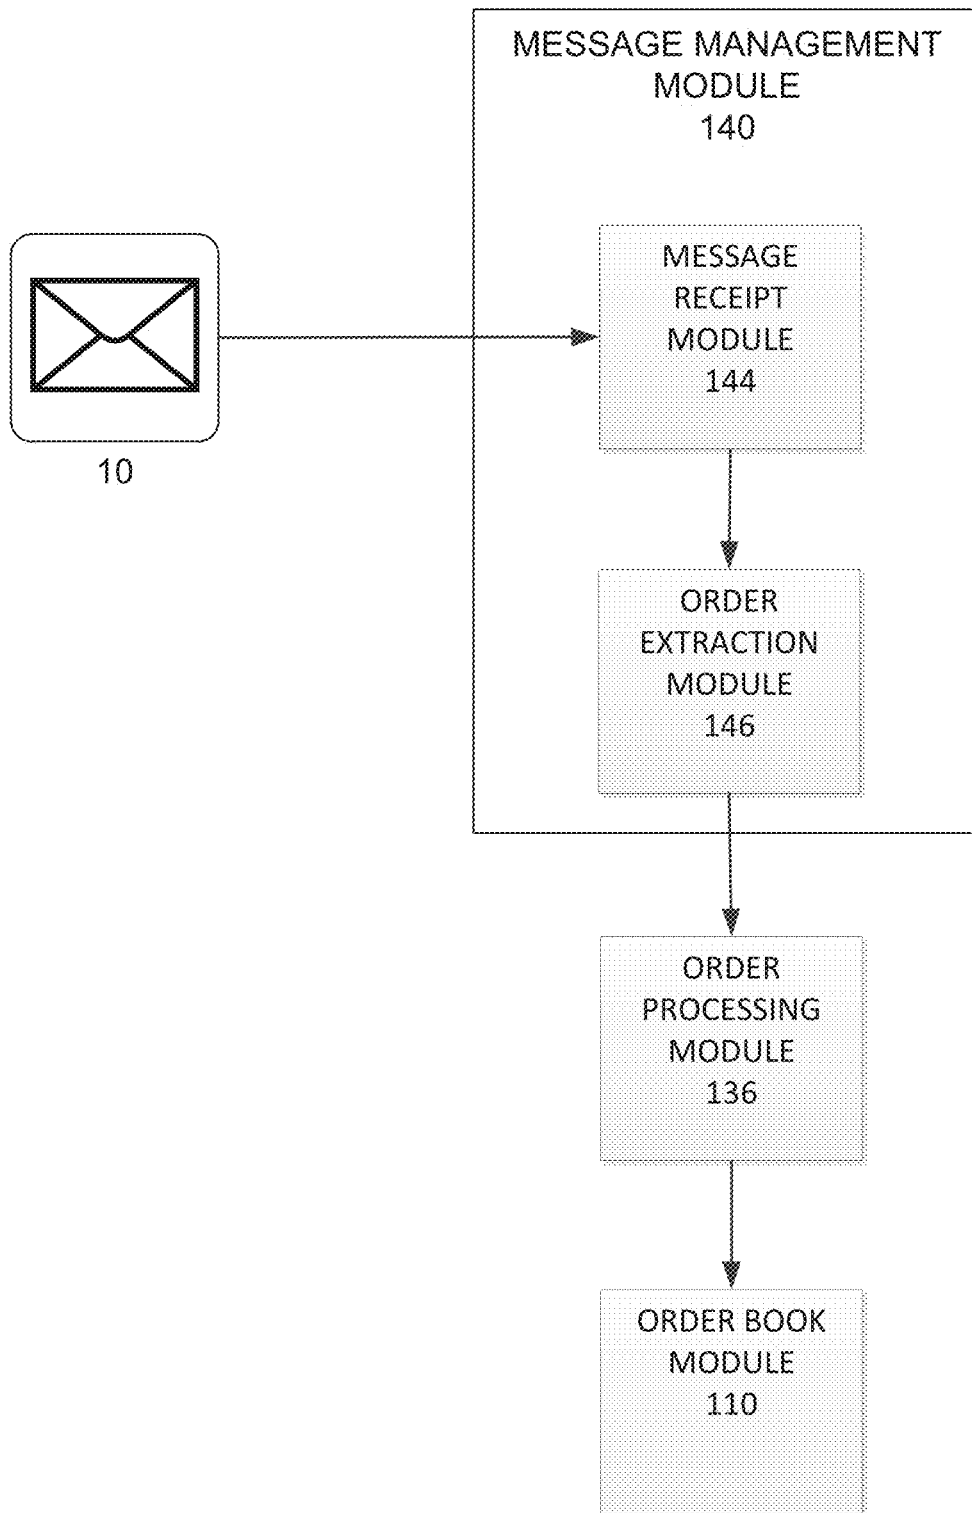 MESSAGE MANAGEMENT
MODULE
140
MESSAGE
RECEIPT
MODULE
144
10
ORDER
EXTRACTION
MODULE
146
ORDER
PROCESSING
MODULE
136
ORDER BOOK
MODULE
110